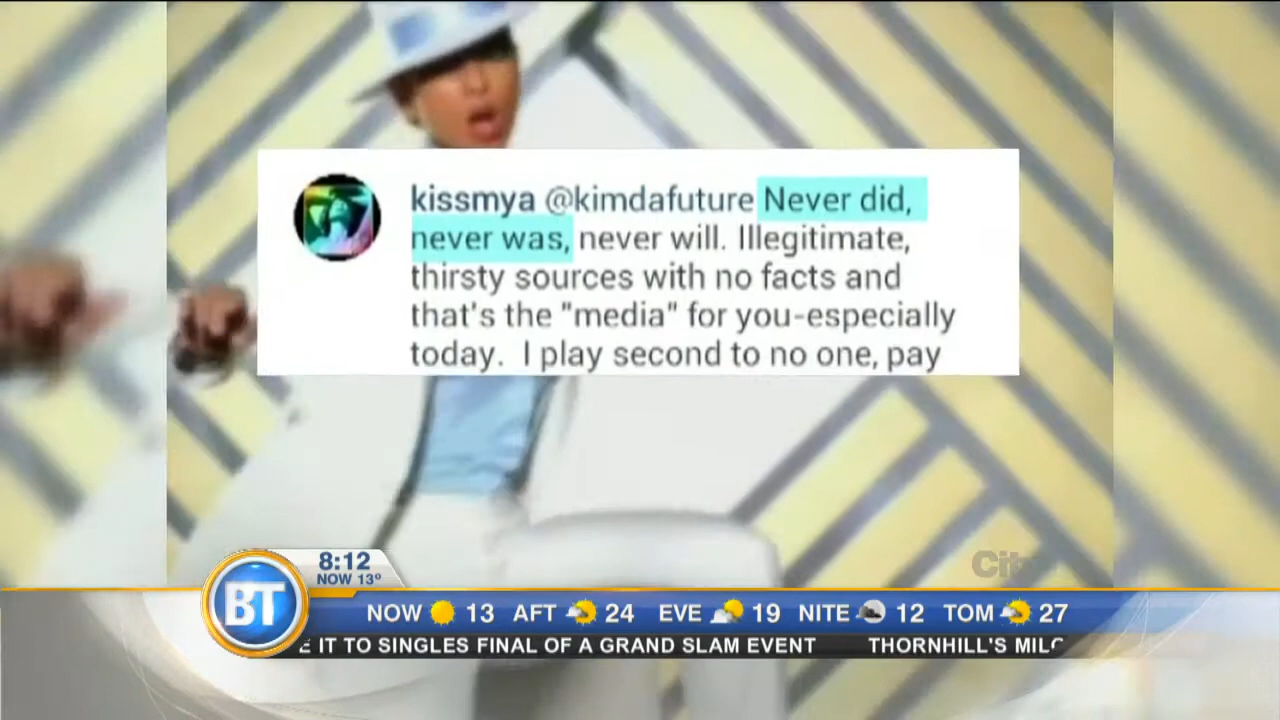 kissmya @kimdafuture Never did,
never was, never will. Illegitimate,
thirsty sources with no facts and
that's the "media" for you-especially
today.  I play second to no one, pay
City
8:12
NOW 13º
BT
NOW 13 AFT 24 EVE 19 NITE 12 TOM 27
IT TO SINGLES FINAL OF A GRAND SLAM EVENT THORNHILL'S